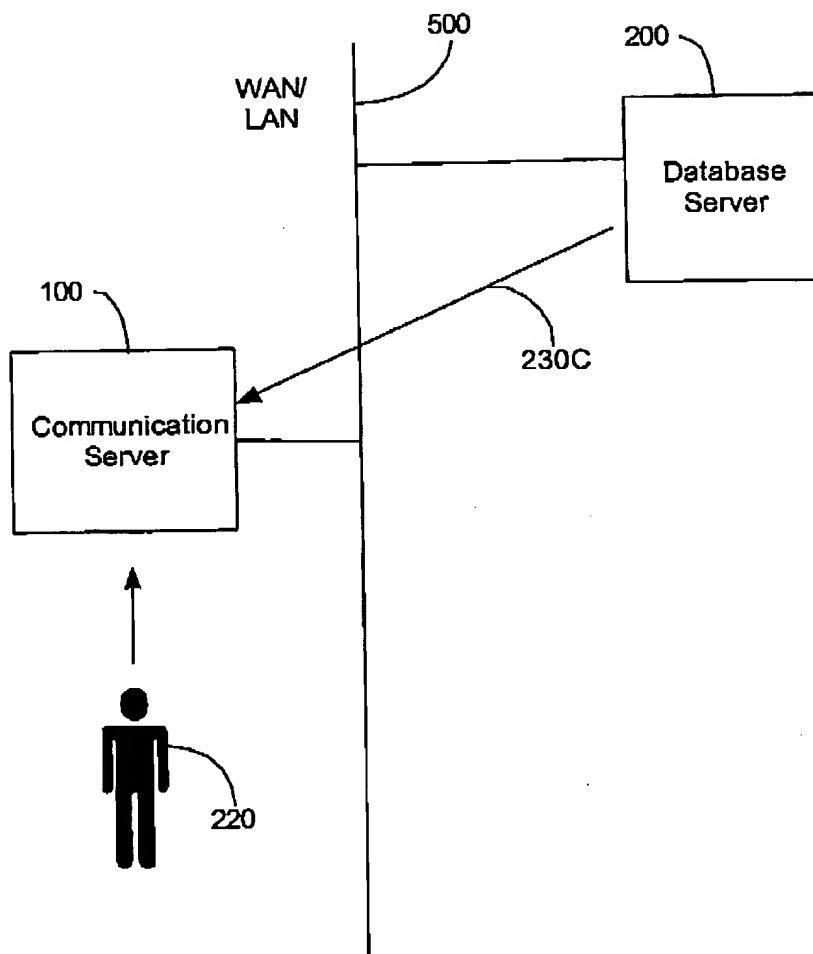 500
200
WAN/
LAN
Database
Server
100
230C
Communication
Server
220